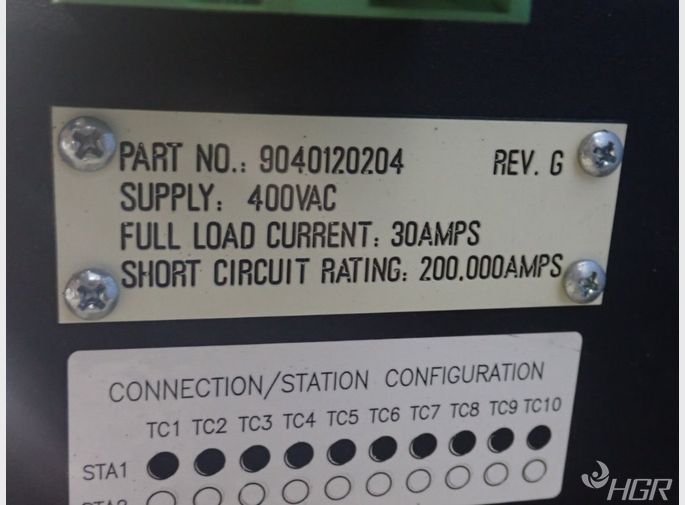 PART NO.: 9040120204 REV. G
SUPPLY: 400VAC
FULL LOAD CURRENT: 30AMPS
SHORT CIRCUIT RATING: 200,000AMPS
CONNECTION/STATION CONFIGURATION
TC1 TC2 TC3 TC4 TC5 TC6 TC7 TC8 TC9 TC10
STA1
HGR